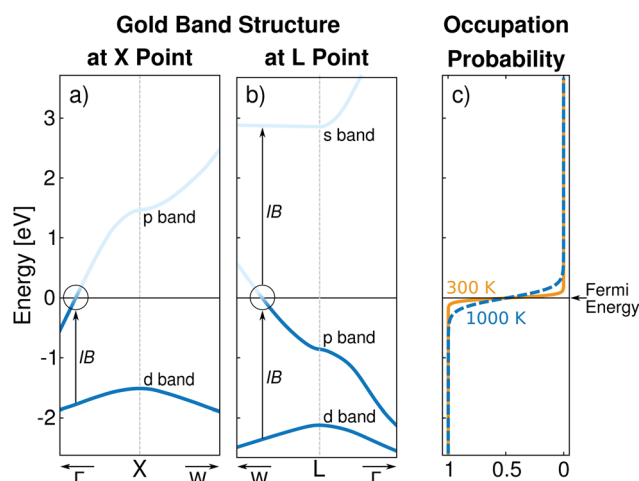 Gold Band Structure
at X Point
at L Point
Occupation
Probability
a)
b)
c)
Energy [eV]
3
2
1
0
-1
-2
p band
IB
d band
s band
IB
p band
IB
d band
300 K
1000 K
Fermi
Energy
Γ
X
W
W
L
Γ
1
0.5
0